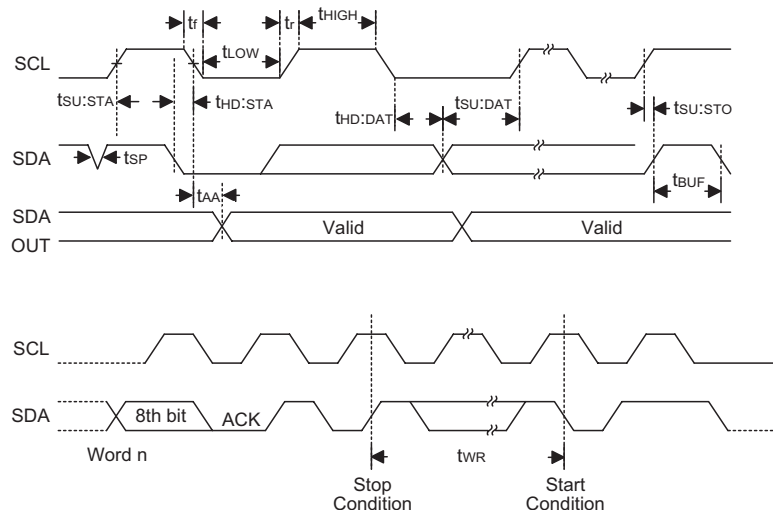 tf
tr
tHIGH
SCL
tLOW
tSU:STA
tHD:STA
tHD:DAT
tSU:DAT
tSU:STO
SDA
tSP
tAA
tBUF
SDA
OUT
Valid
Valid
SCL
SDA
8th bit
ACK
Word n
tWR
Stop
Condition
Start
Condition